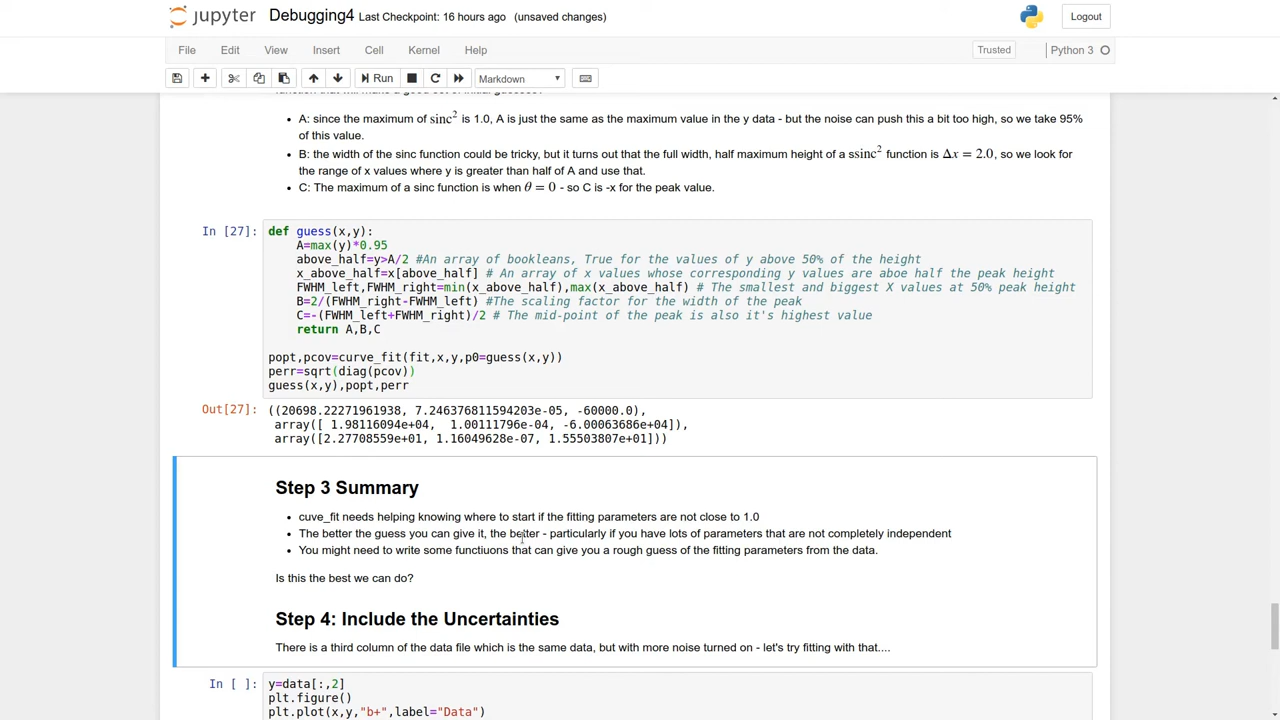 jupyter Debugging4 Last Checkpoint: 16 hours ago (unsaved changes) Logout
File Edit View Insert Cell Kernel Help Trusted Python 3
Run Markdown
• A: since the maximum of sinc² is 1.0, A is just the same as the maximum value in the y data - but the noise can push this a bit too high, so we take 95%
of this value.
• B: the width of the sinc function could be tricky, but it turns out that the full width, half maximum height of a ssinc² function is Δx = 2.0, so we look for
the range of x values where y is greater than half of A and use that.
• C: The maximum of a sinc function is when θ = 0 - so C is -x for the peak value.
In [27]: def guess(x,y):
A=max(y)*0.95
above_half=y>A/2 #An array of bookleans, True for the values of y above 50% of the height
x_above_half=x[above_half] # An array of x values whose corresponding y values are aboe half the peak height
FWHM_left,FWHM_right=min(x_above_half),max(x_above_half) # The smallest and biggest X values at 50% peak height
B=2/(FWHM_right-FWHM_left) #The scaling factor for the width of the peak
C=-(FWHM_left+FWHM_right)/2 # The mid-point of the peak is also it's highest value
return A,B,C
popt,pcov=curve_fit(fit,x,y,p0=guess(x,y))
perr=sqrt(diag(pcov))
guess(x,y),popt,perr
Out[27]: ((20698.22271961938, 7.246376811594203e-05, -60000.0),
array([ 1.98116094e+04, 1.00111796e-04, -6.00063686e+04]),
array([2.27708559e+01, 1.16049628e-07, 1.55503807e+01]))
Step 3 Summary
• cuve_fit needs helping knowing where to start if the fitting parameters are not close to 1.0
• The better the guess you can give it, the better - particularly if you have lots of parameters that are not completely independent
• You might need to write some functiuons that can give you a rough guess of the fitting parameters from the data.
Is this the best we can do?
Step 4: Include the Uncertainties
There is a third column of the data file which is the same data, but with more noise turned on - let's try fitting with that....
In [ ]: y=data[:,2]
plt.figure()
plt.plot(x,y,"b+",label="Data")